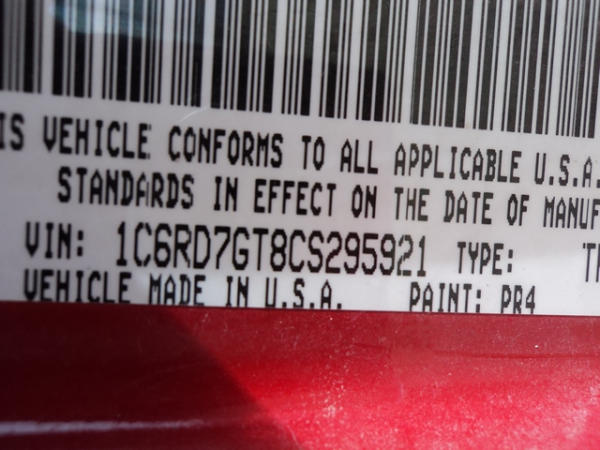 IS VEHICLE CONFORMS TO ALL APPLICABLE U.S.A.
STANDARDS IN EFFECT ON THE DATE OF MANUF
VIN: 1C6RD7GT8CS295921 TYPE: T
VEHICLE MADE IN U.S.A. PAINT: PR4